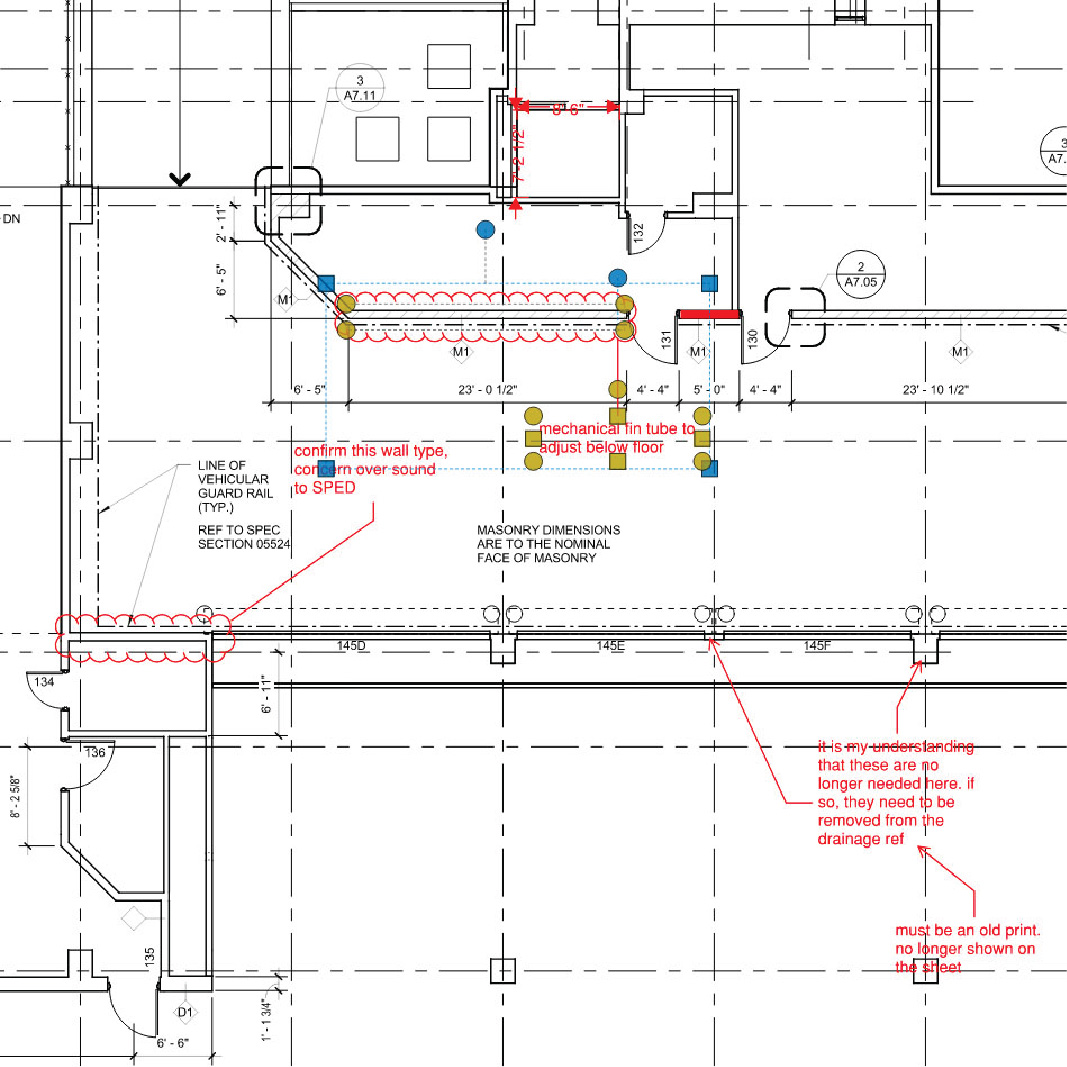 3
A7.11
8'-6"
7'-2 1/2"
3
A7.
DN
2' - 11"
132
6' - 5"
M1
2
A7.05
131
130
M1
M1
M1
6' - 5"
23' - 0 1/2"
4' - 4"
5' - 0"
4' - 4"
23' - 10 1/2"
mechanical fin tube to
adjust below floor
confirm this wall type,
concern over sound
to SPED
LINE OF
VEHICULAR
GUARD RAIL
(TYP.)
REF TO SPEC
SECTION 05524
MASONRY DIMENSIONS
ARE TO THE NOMINAL
FACE OF MASONRY
145D
145E
145F
134
6' - 11"
136
8' - 2 5/8"
it is my understanding
that these are no
longer needed here. if
so, they need to be
removed from the
drainage ref
must be an old print.
no longer shown on
the sheet
135
D1
1' - 1 3/4"
6' - 6"